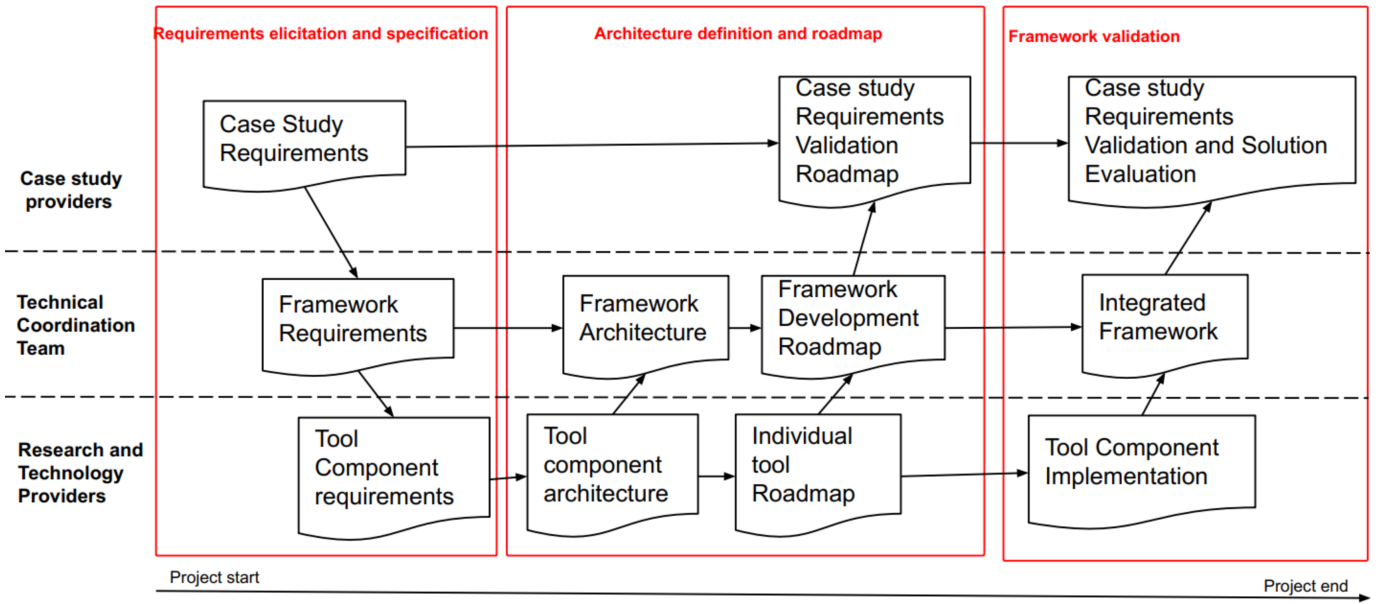 Requirements elicitation and specification
Architecture definition and roadmap
Framework validation
Case study
providers
Case Study
Requirements
Case study
Requirements
Validation
Roadmap
Case study
Requirements
Validation and Solution
Evaluation
Technical
Coordination
Team
Framework
Requirements
Framework
Architecture
Framework
Development
Roadmap
Integrated
Framework
Research and
Technology
Providers
Tool
Component
requirements
Tool
component
architecture
Individual
tool
Roadmap
Tool Component
Implementation
Project start
Project end